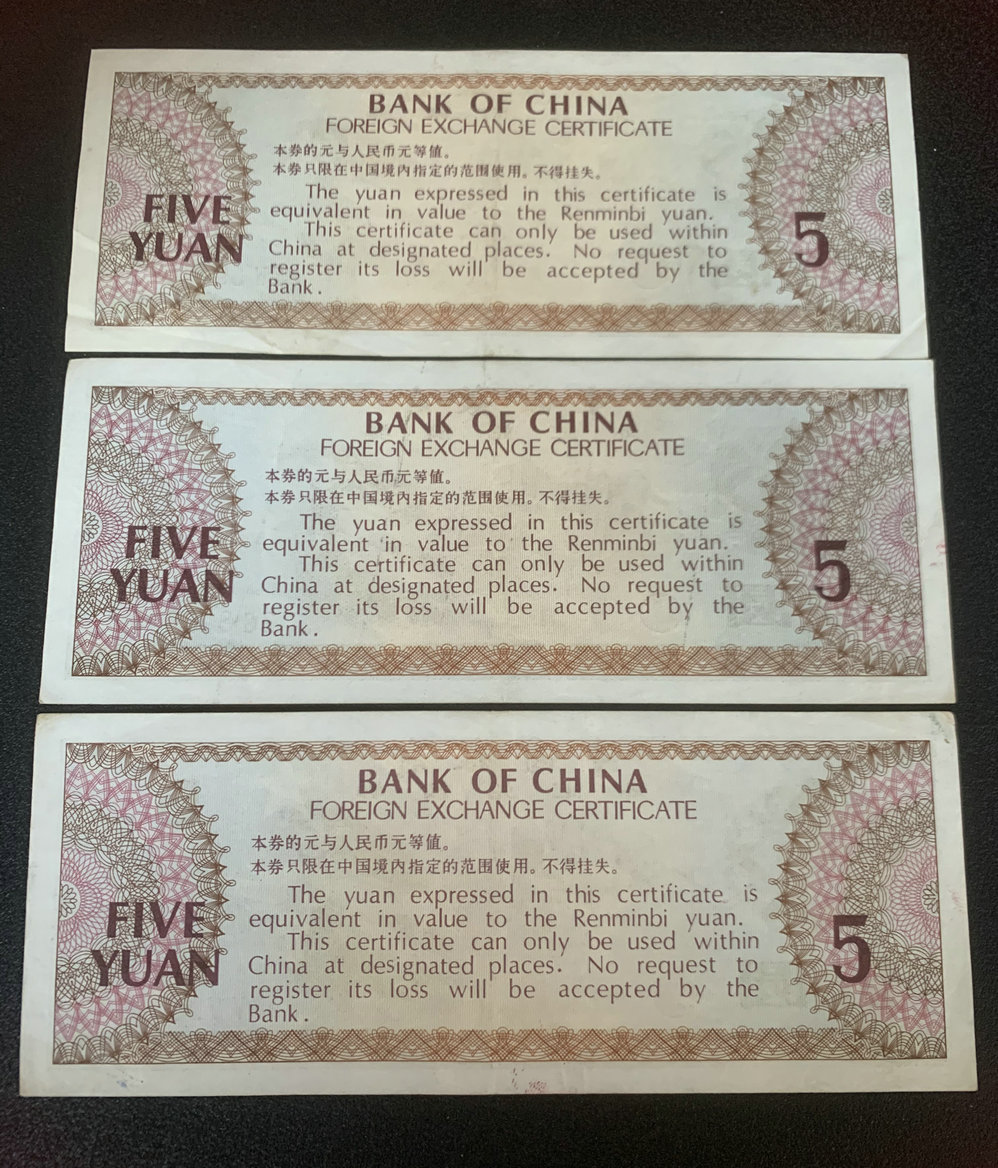 BANK OF CHINA
FOREIGN EXCHANGE CERTIFICATE
本券的元与人民币元等值。
本券只限在中国境内指定的范围使用。不得挂失。
The yuan expressed in this certificate is
equivalent in value to the Renminbi yuan.
This certificate can only be used within
China at designated places. No request to
register its loss will be accepted by the
Bank.
FIVE
YUAN
5
BANK OF CHINA
FOREIGN EXCHANGE CERTIFICATE
本券的元与人民币元等值。
本券只限在中国境内指定的范围使用。不得挂失。
The yuan expressed in this certificate is
equivalent in value to the Renminbi yuan.
This certificate can only be used within
China at designated places. No request to
register its loss will be accepted by the
Bank.
FIVE
YUAN
5
BANK OF CHINA
FOREIGN EXCHANGE CERTIFICATE
本券的元与人民币元等值。
本券只限在中国境内指定的范围使用。不得挂失。
The yuan expressed in this certificate is
equivalent in value to the Renminbi yuan.
This certificate can only be used within
China at designated places. No request to
register its loss will be accepted by the
Bank.
FIVE
YUAN
5